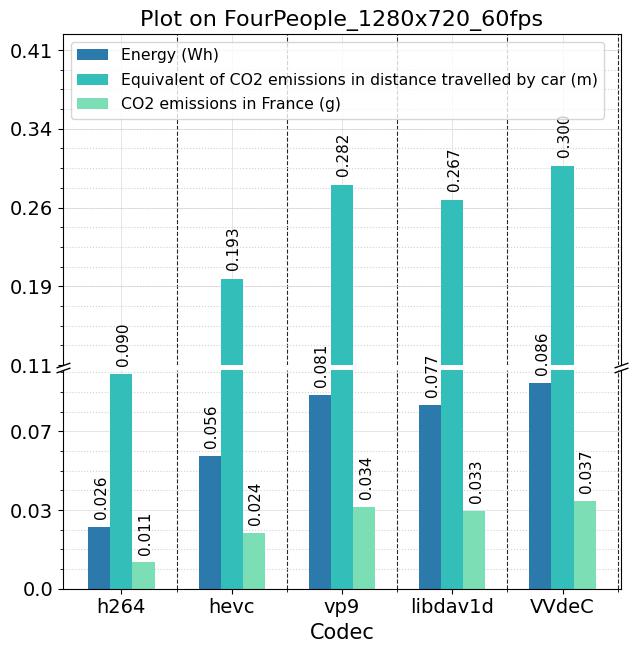 Plot on FourPeople_1280x720_60fps
Energy (Wh)
Equivalent of CO2 emissions in distance travelled by car (m)
CO2 emissions in France (g)
0.41
0.34
0.26
0.19
0.11
0.07
0.03
0.0
0.026
0.090
0.011
0.056
0.193
0.024
0.081
0.282
0.034
0.077
0.267
0.033
0.086
0.300
0.037
h264
hevc
vp9
libdav1d
VVdeC
Codec